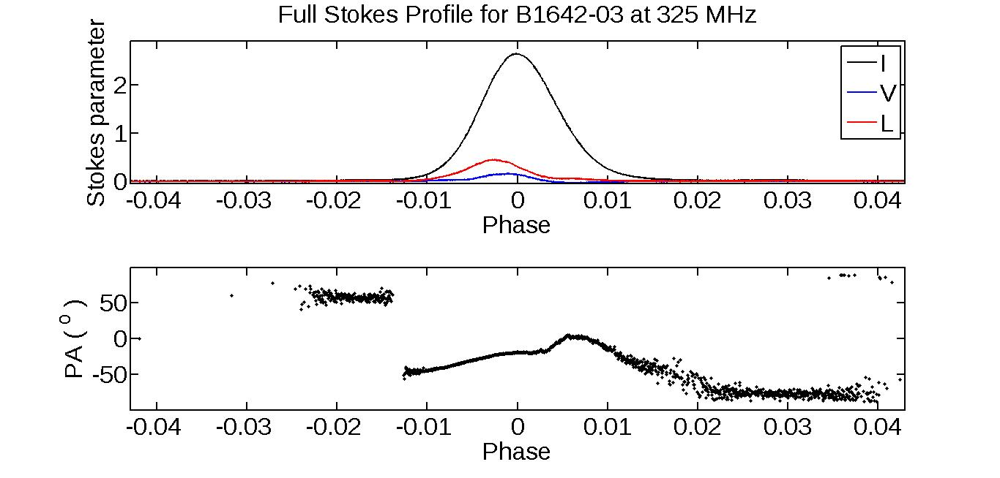 Full Stokes Profile for B1642-03 at 325 MHz
Stokes parameter
2
1
0
I
V
L
-0.04 -0.03 -0.02 -0.01 0 0.01 0.02 0.03 0.04
Phase
PA ( o )
50
0
-50
-0.04 -0.03 -0.02 -0.01 0 0.01 0.02 0.03 0.04
Phase